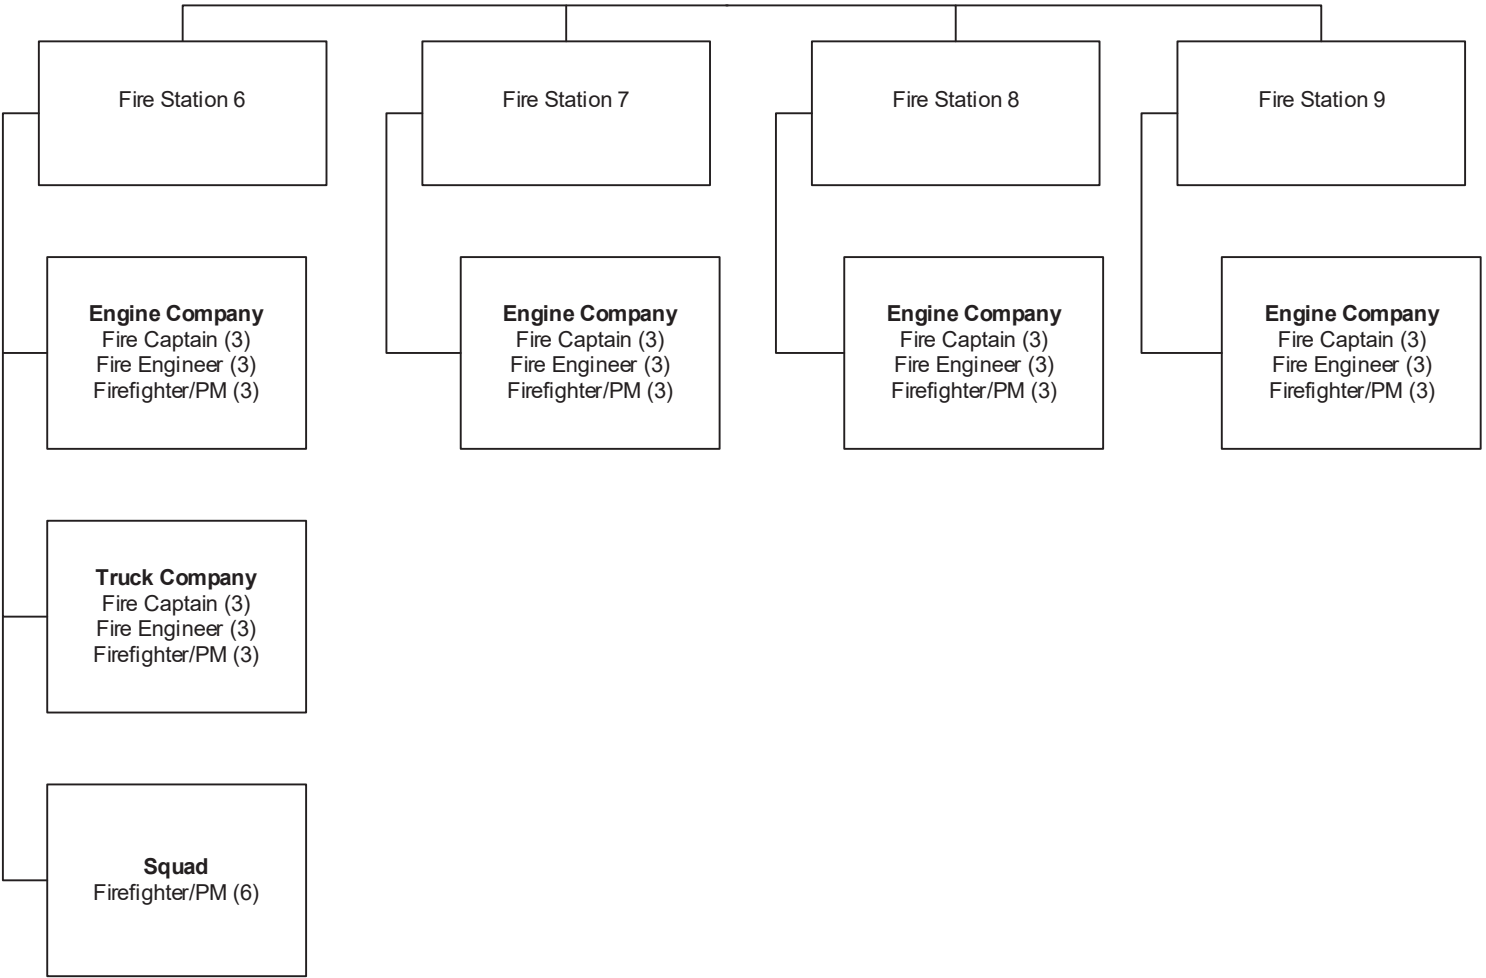 Fire Station 6
Fire Station 7
Fire Station 8
Fire Station 9
Engine Company
Fire Captain (3)
Fire Engineer (3)
Firefighter/PM (3)
Engine Company
Fire Captain (3)
Fire Engineer (3)
Firefighter/PM (3)
Engine Company
Fire Captain (3)
Fire Engineer (3)
Firefighter/PM (3)
Engine Company
Fire Captain (3)
Fire Engineer (3)
Firefighter/PM (3)
Truck Company
Fire Captain (3)
Fire Engineer (3)
Firefighter/PM (3)
Squad
Firefighter/PM (6)